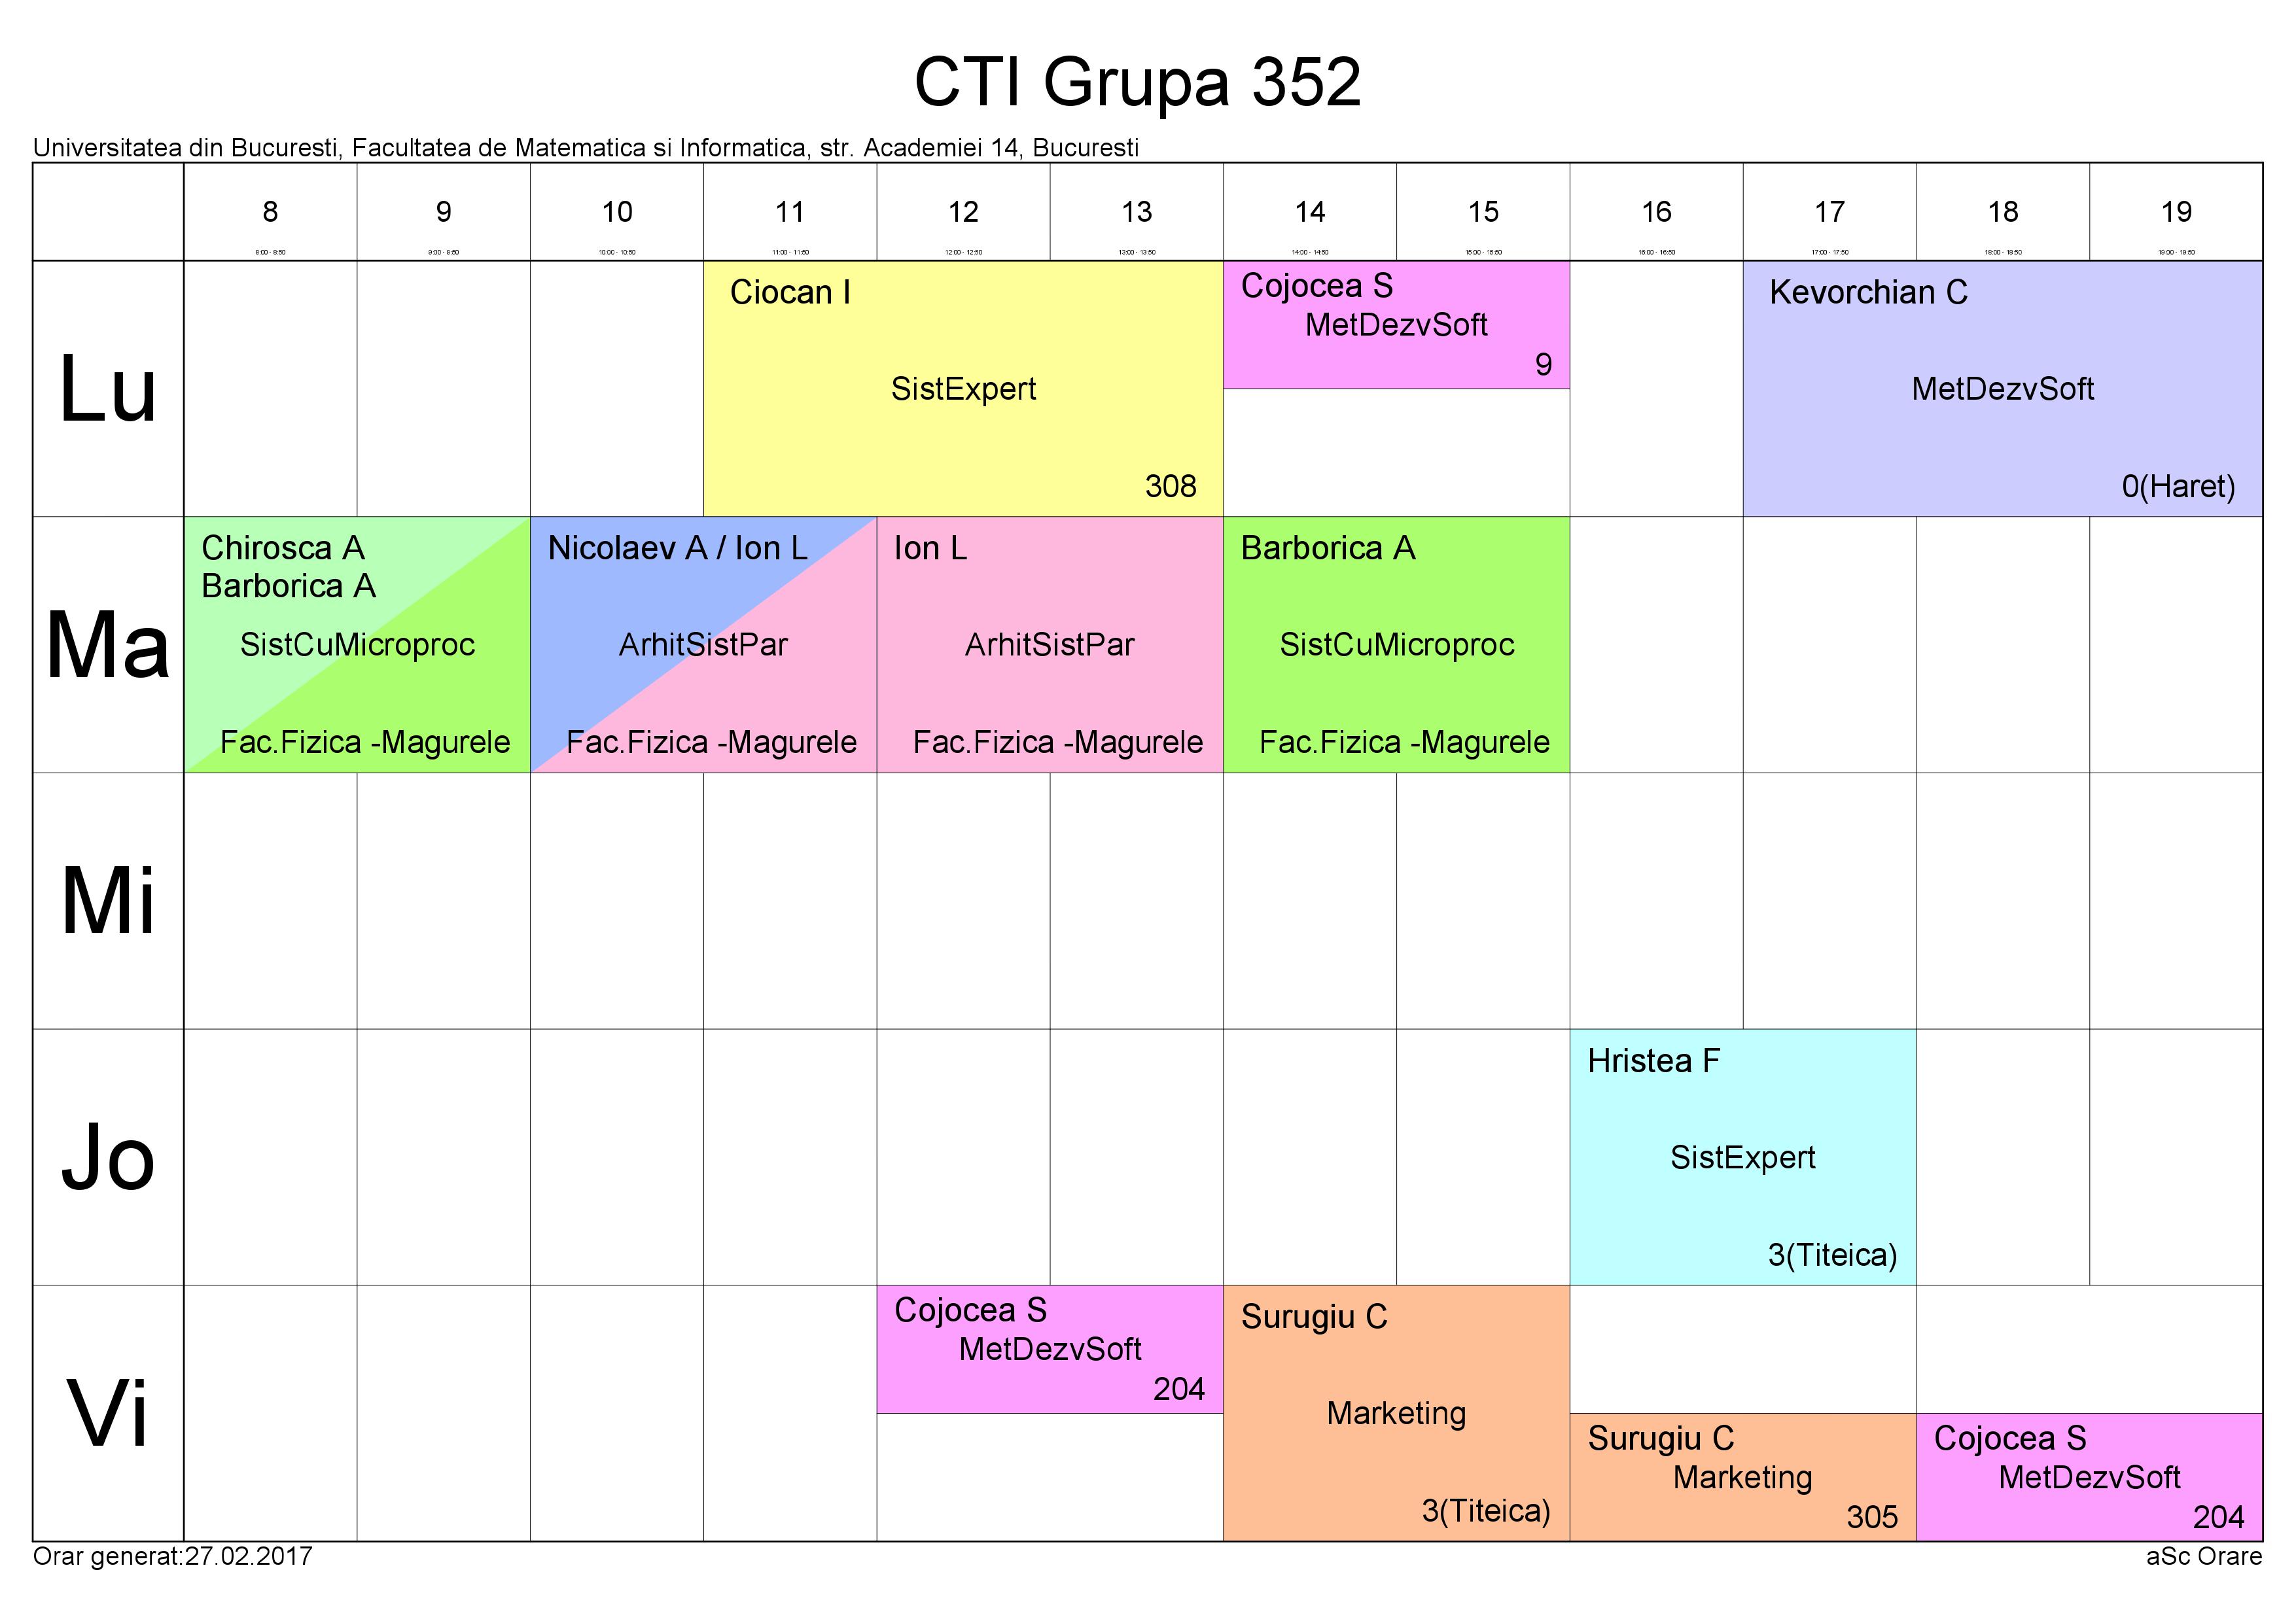 CTI Grupa 352
Universitatea din Bucuresti, Facultatea de Matematica si Informatica, str. Academiei 14, Bucuresti
8 9 10 11 12 13 14 15 16 17 18 19
8:00 - 8:50 9:00 - 9:50 10:00 - 10:50 11:00 - 11:50 12:00 - 12:50 13:00 - 13:50 14:00 - 14:50 15:00 - 15:50 16:00 - 16:50 17:00 - 17:50 18:00 - 18:50 19:00 - 19:50
Lu
Ciocan I
SistExpert
308
Cojocea S
MetDezvSoft
9
Kevorchian C
MetDezvSoft
0(Haret)
Ma
Chirosca A
Barborica A
SistCuMicroproc
Fac.Fizica -Magurele
Nicolaev A / Ion L
ArhitSistPar
Fac.Fizica -Magurele
Ion L
ArhitSistPar
Fac.Fizica -Magurele
Barborica A
SistCuMicroproc
Fac.Fizica -Magurele
Mi
Jo
Hristea F
SistExpert
3(Titeica)
Vi
Cojocea S
MetDezvSoft
204
Surugiu C
Marketing
3(Titeica)
Surugiu C
Marketing
305
Cojocea S
MetDezvSoft
204
Orar generat:27.02.2017
aSc Orare